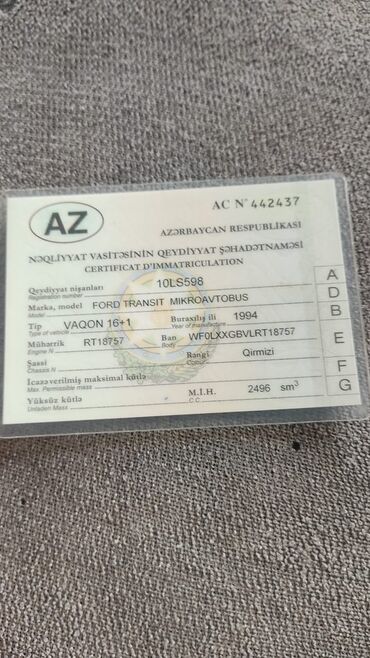 AZ
AC N° 442437
AZƏRBAYCAN RESPUBLİKASI
NƏQLİYYAT VASİTƏSİNİN QEYDİYYAT ŞƏHADƏTNAMƏSİ
CERTIFICAT D'IMMATRICULATION
Qeydiyyat nişanları 10LS598 A
Registration number
Marka, model FORD TRANSIT MIKROAVTOBUS D
Model
Tip VAQON 16+1 Buraxılış ili 1994 B
Type of vehicle Year of manufacture
Mühərrik RT18757 Ban WF0LXXGBVLRT18757 E
Engine N Body
Şassi Rəngi Qirmizi
Chassis N Colour
İcazəverilmiş maksimal kütlə F
Max. Permissible mass
Yüksüz kütlə M.İ.H. 2496 sm³ G
Unladen Mass C.C.